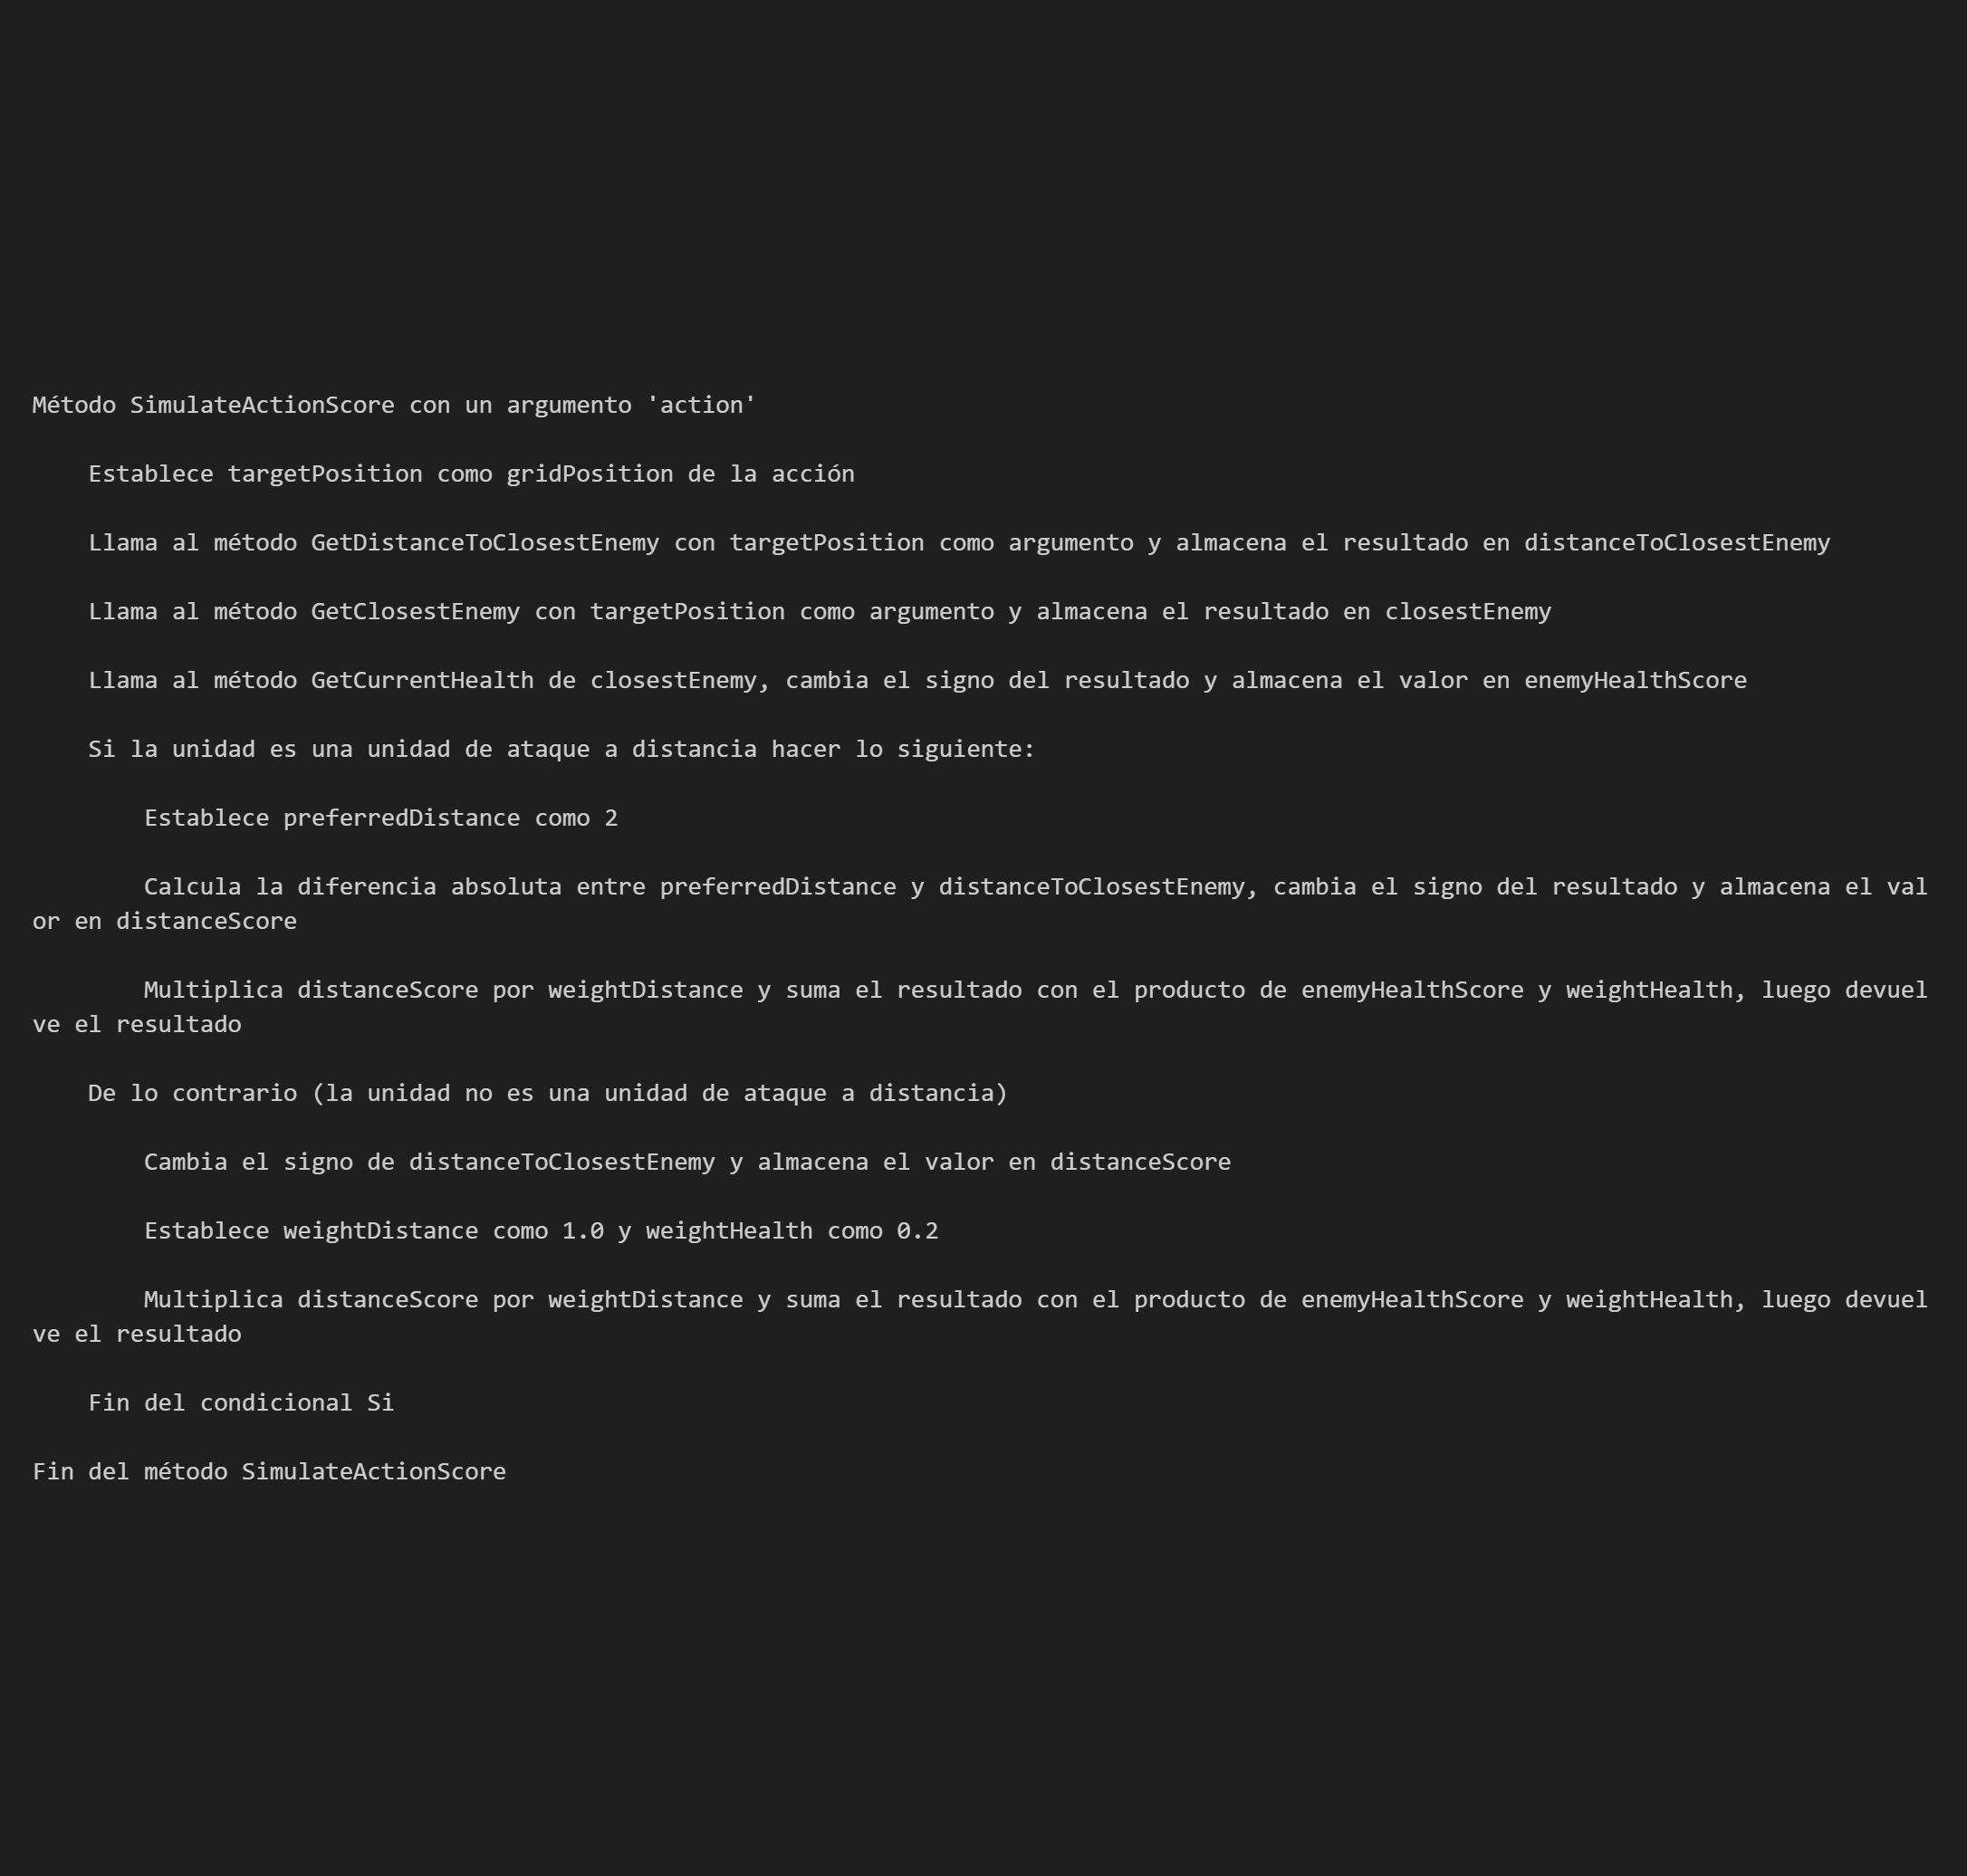 Método SimulateActionScore con un argumento 'action'
Establece targetPosition como gridPosition de la acción
Llama al método GetDistanceToClosestEnemy con targetPosition como argumento y almacena el resultado en distanceToClosestEnemy
Llama al método GetClosestEnemy con targetPosition como argumento y almacena el resultado en closestEnemy
Llama al método GetCurrentHealth de closestEnemy, cambia el signo del resultado y almacena el valor en enemyHealthScore
Si la unidad es una unidad de ataque a distancia hacer lo siguiente:
Establece preferredDistance como 2
Calcula la diferencia absoluta entre preferredDistance y distanceToClosestEnemy, cambia el signo del resultado y almacena el val
or en distanceScore
Multiplica distanceScore por weightDistance y suma el resultado con el producto de enemyHealthScore y weightHealth, luego devuel
ve el resultado
De lo contrario (la unidad no es una unidad de ataque a distancia)
Cambia el signo de distanceToClosestEnemy y almacena el valor en distanceScore
Establece weightDistance como 1.0 y weightHealth como 0.2
Multiplica distanceScore por weightDistance y suma el resultado con el producto de enemyHealthScore y weightHealth, luego devuel
ve el resultado
Fin del condicional Si
Fin del método SimulateActionScore